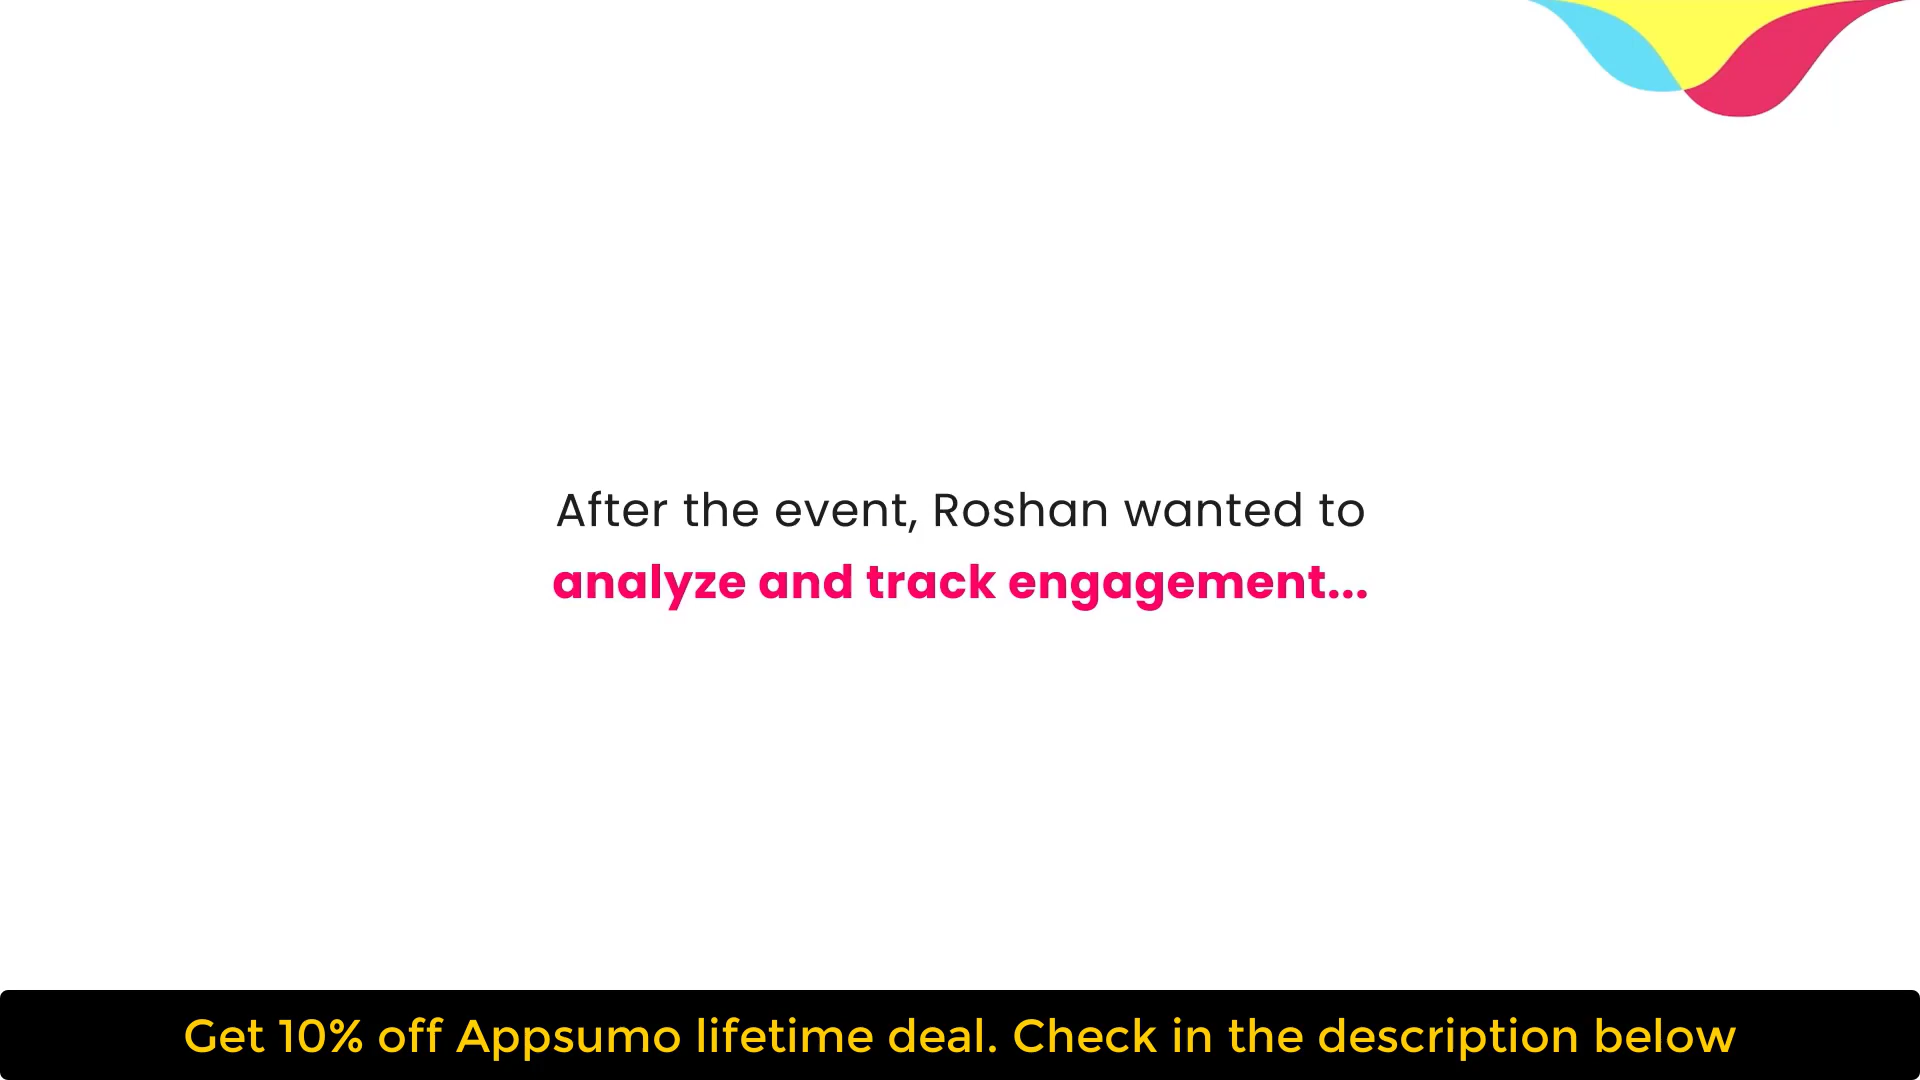 After the event, Roshan wanted to
analyze and track engagement...
Get 10% off Appsumo lifetime deal. Check in the description below